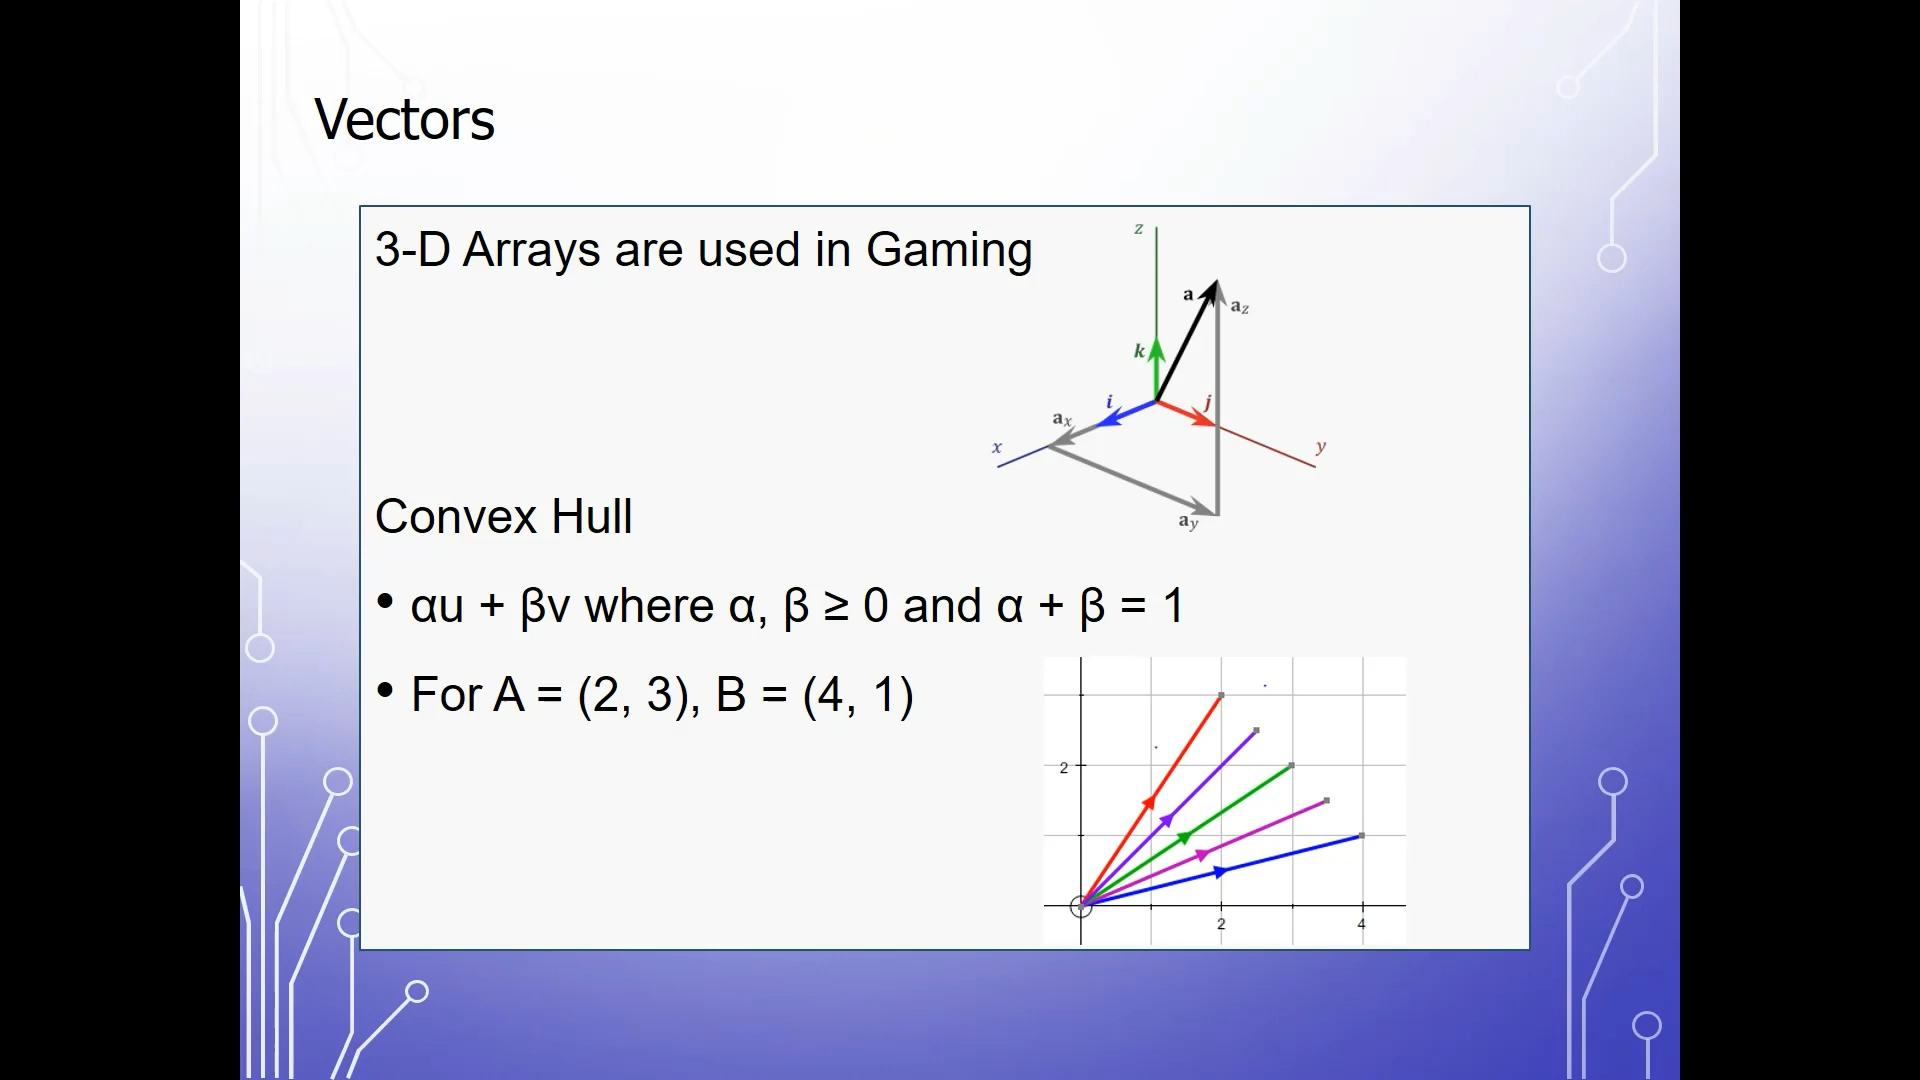 Vectors
3-D Arrays are used in Gaming
z
a
a_z
k
i
j
a_x
x
y
a_y
Convex Hull
• αu + βv where α, β ≥ 0 and α + β = 1
• For A = (2, 3), B = (4, 1)
2
2 4